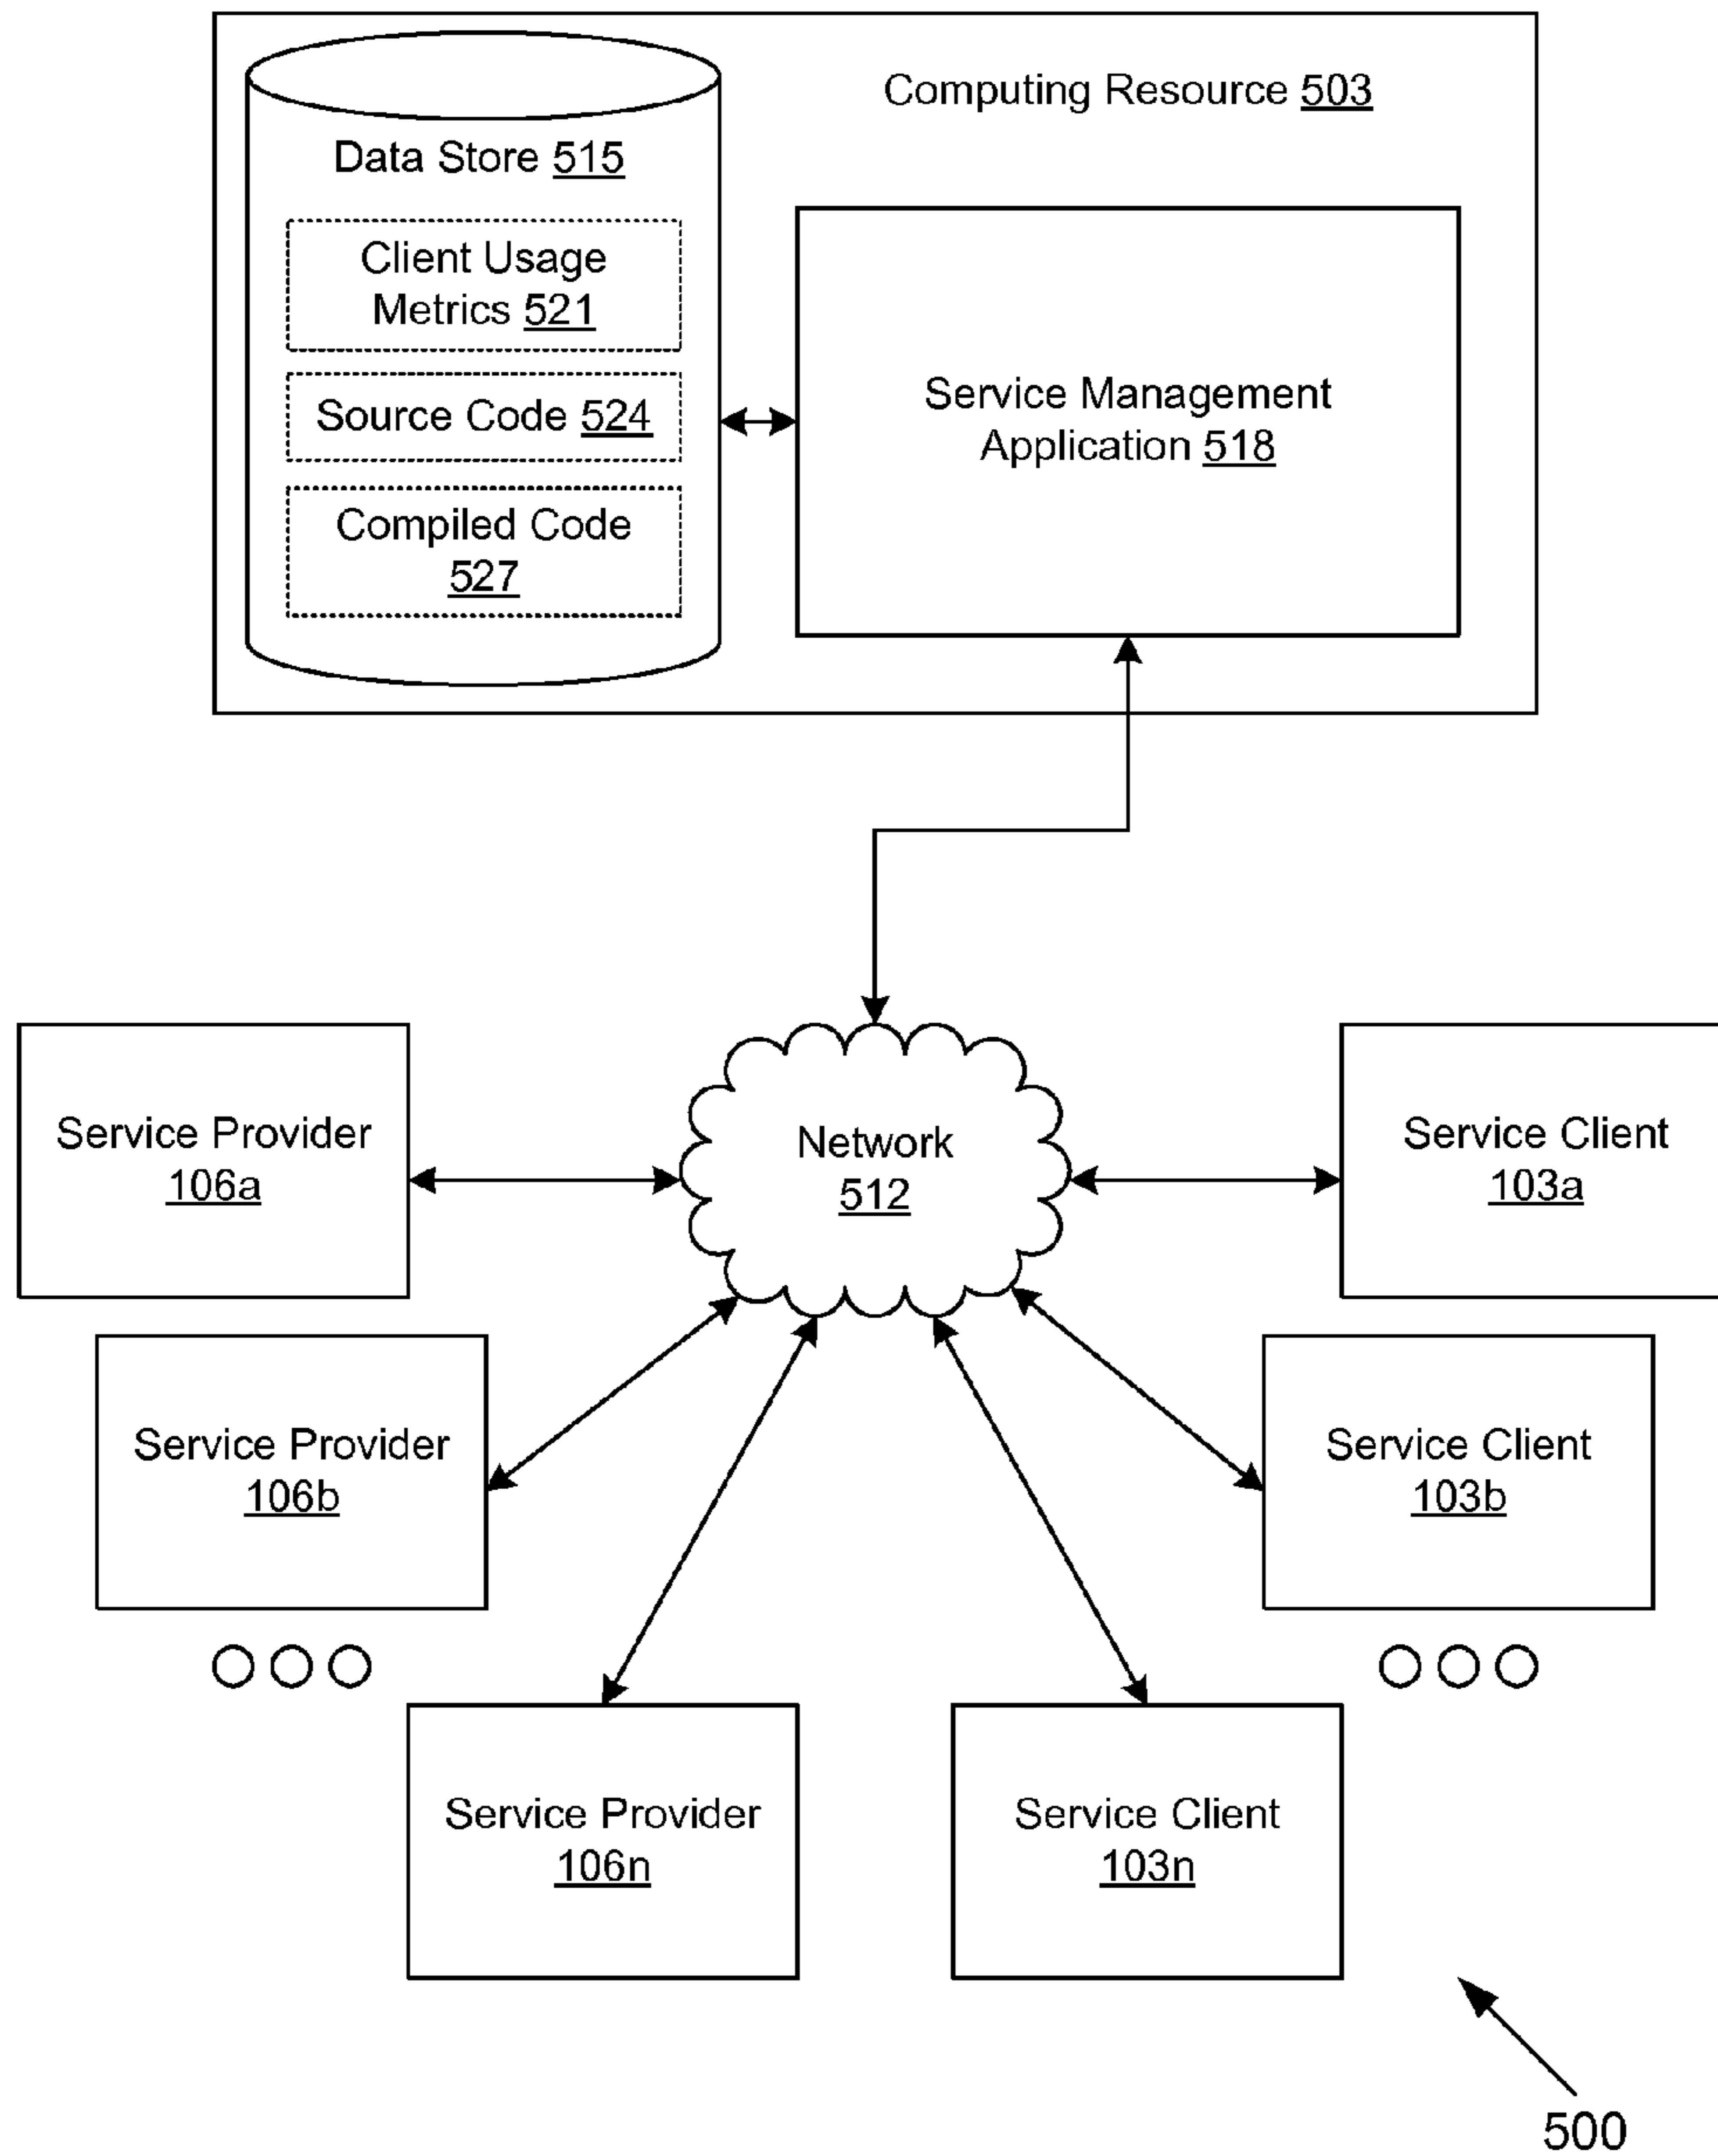 Computing Resource 503
Data Store 515
Client Usage
Metrics 521
Source Code 524
Compiled Code
527
Service Management
Application 518
Network
512
Service Provider
106a
Service Client
103a
Service Provider
106b
Service Client
103b
Service Provider
106n
Service Client
103n
500